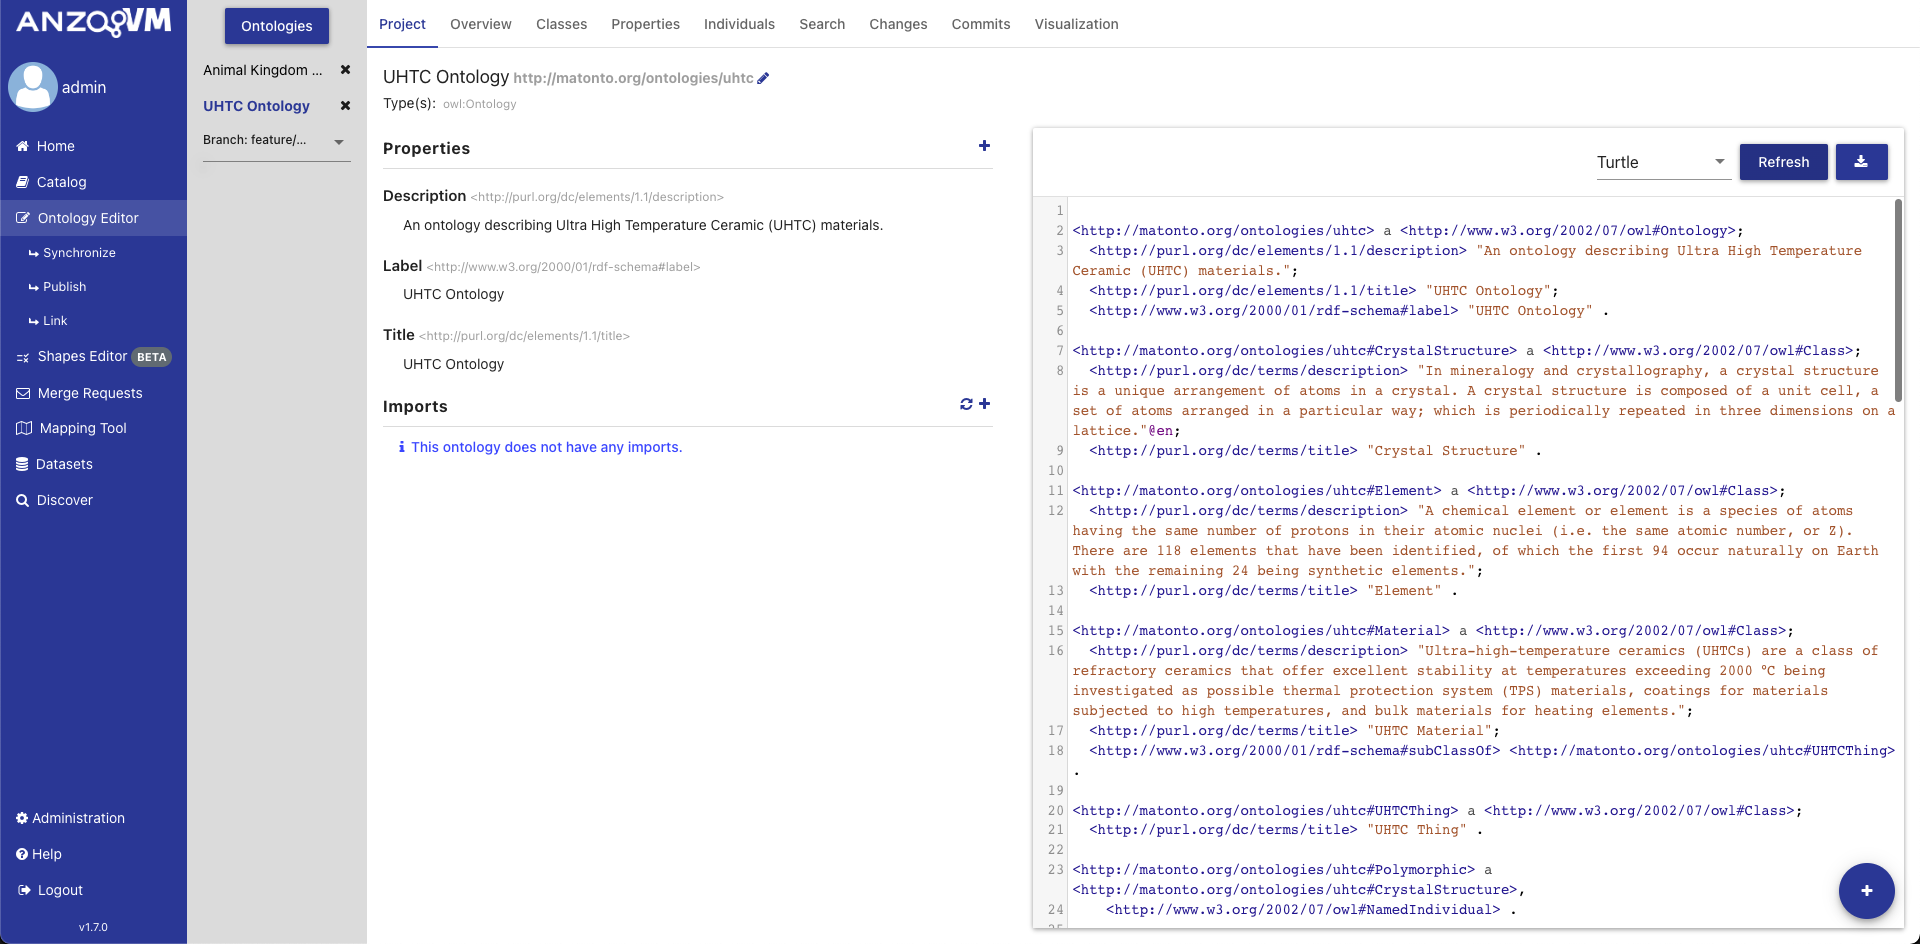 ANZOOVM
admin
Home
Catalog
Ontology Editor
Synchronize
Publish
Link
Shapes Editor BETA
Merge Requests
Mapping Tool
Datasets
Discover
Administration
Help
Logout
v1.7.0
Ontologies
Animal Kingdom ...
UHTC Ontology
Branch: feature/...
Project Overview Classes Properties Individuals Search Changes Commits Visualization
UHTC Ontology http://matonto.org/ontologies/uhtc
Type(s): owl:Ontology
Properties
Description <http://purl.org/dc/elements/1.1/description>
An ontology describing Ultra High Temperature Ceramic (UHTC) materials.
Label <http://www.w3.org/2000/01/rdf-schema#label>
UHTC Ontology
Title <http://purl.org/dc/elements/1.1/title>
UHTC Ontology
Imports
This ontology does not have any imports.
Turtle Refresh
1
2 <http://matonto.org/ontologies/uhtc> a <http://www.w3.org/2002/07/owl#Ontology>;
3 <http://purl.org/dc/elements/1.1/description> "An ontology describing Ultra High Temperature
Ceramic (UHTC) materials.";
4 <http://purl.org/dc/elements/1.1/title> "UHTC Ontology";
5 <http://www.w3.org/2000/01/rdf-schema#label> "UHTC Ontology" .
6
7 <http://matonto.org/ontologies/uhtc#CrystalStructure> a <http://www.w3.org/2002/07/owl#Class>;
8 <http://purl.org/dc/terms/description> "In mineralogy and crystallography, a crystal structure
is a unique arrangement of atoms in a crystal. A crystal structure is composed of a unit cell, a
set of atoms arranged in a particular way; which is periodically repeated in three dimensions on a
lattice."@en;
9 <http://purl.org/dc/terms/title> "Crystal Structure" .
10
11 <http://matonto.org/ontologies/uhtc#Element> a <http://www.w3.org/2002/07/owl#Class>;
12 <http://purl.org/dc/terms/description> "A chemical element or element is a species of atoms
having the same number of protons in their atomic nuclei (i.e. the same atomic number, or Z).
There are 118 elements that have been identified, of which the first 94 occur naturally on Earth
with the remaining 24 being synthetic elements.";
13 <http://purl.org/dc/terms/title> "Element" .
14
15 <http://matonto.org/ontologies/uhtc#Material> a <http://www.w3.org/2002/07/owl#Class>;
16 <http://purl.org/dc/terms/description> "Ultra-high-temperature ceramics (UHTCs) are a class of
refractory ceramics that offer excellent stability at temperatures exceeding 2000 °C being
investigated as possible thermal protection system (TPS) materials, coatings for materials
subjected to high temperatures, and bulk materials for heating elements.";
17 <http://purl.org/dc/terms/title> "UHTC Material";
18 <http://www.w3.org/2000/01/rdf-schema#subClassOf> <http://matonto.org/ontologies/uhtc#UHTCThing>
.
19
20 <http://matonto.org/ontologies/uhtc#UHTCThing> a <http://www.w3.org/2002/07/owl#Class>;
21 <http://purl.org/dc/terms/title> "UHTC Thing" .
22
23 <http://matonto.org/ontologies/uhtc#Polymorphic> a
<http://matonto.org/ontologies/uhtc#CrystalStructure>,
24 <http://www.w3.org/2002/07/owl#NamedIndividual> .
25